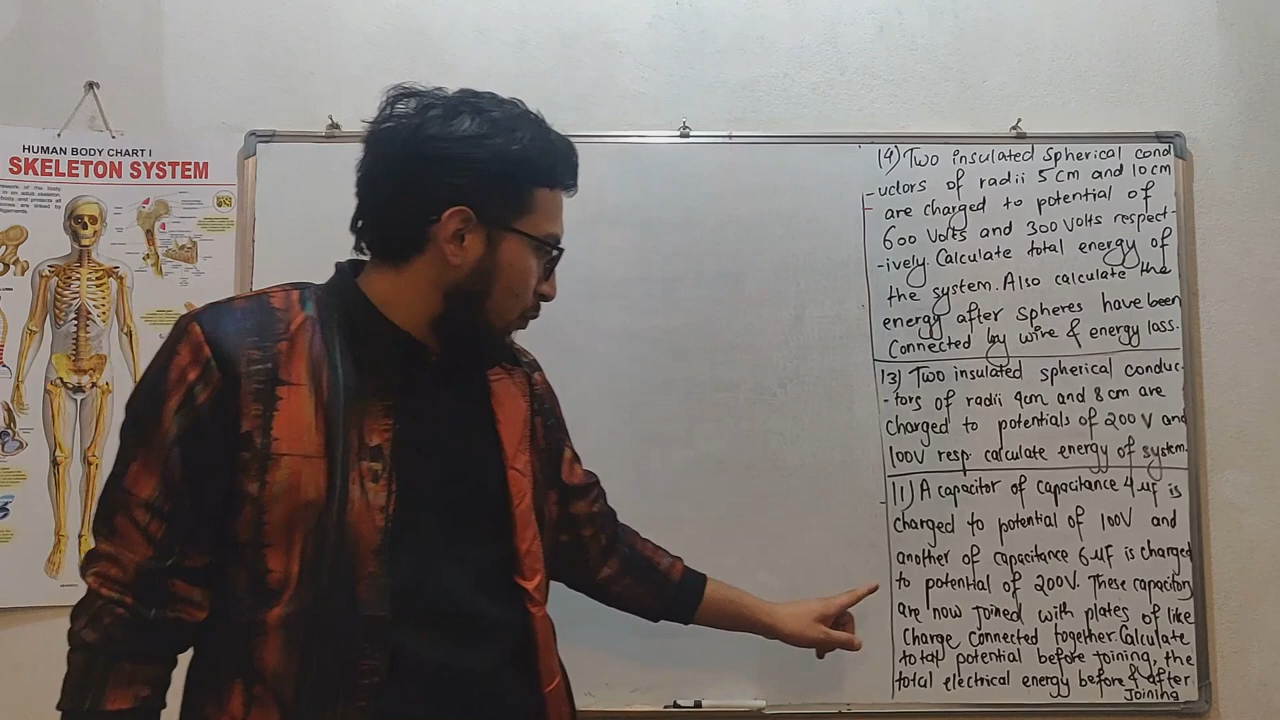 HUMAN BODY CHART I
SKELETON SYSTEM
14) Two insulated spherical cond
-uctors of radii 5 cm and 10 cm
are charged to potential of
600 Volts and 300 Volts respect-
-ively. Calculate total energy of
the system. Also calculate the
energy after spheres have been
Connected by wire & energy loss.
13) Two insulated spherical conduc-
-tors of radii 4cm and 8 cm are
charged to potentials of 200 V and
100V resp. calculate energy of system.
11) A capacitor of capacitance 4 μF is
charged to potential of 100V and
another of capacitance 6 μF is charged
to potential of 200V. These capacitors
are now joined with plates of like
Charge connected together. Calculate
total potential before joining, the
total electrical energy before & after
Joining